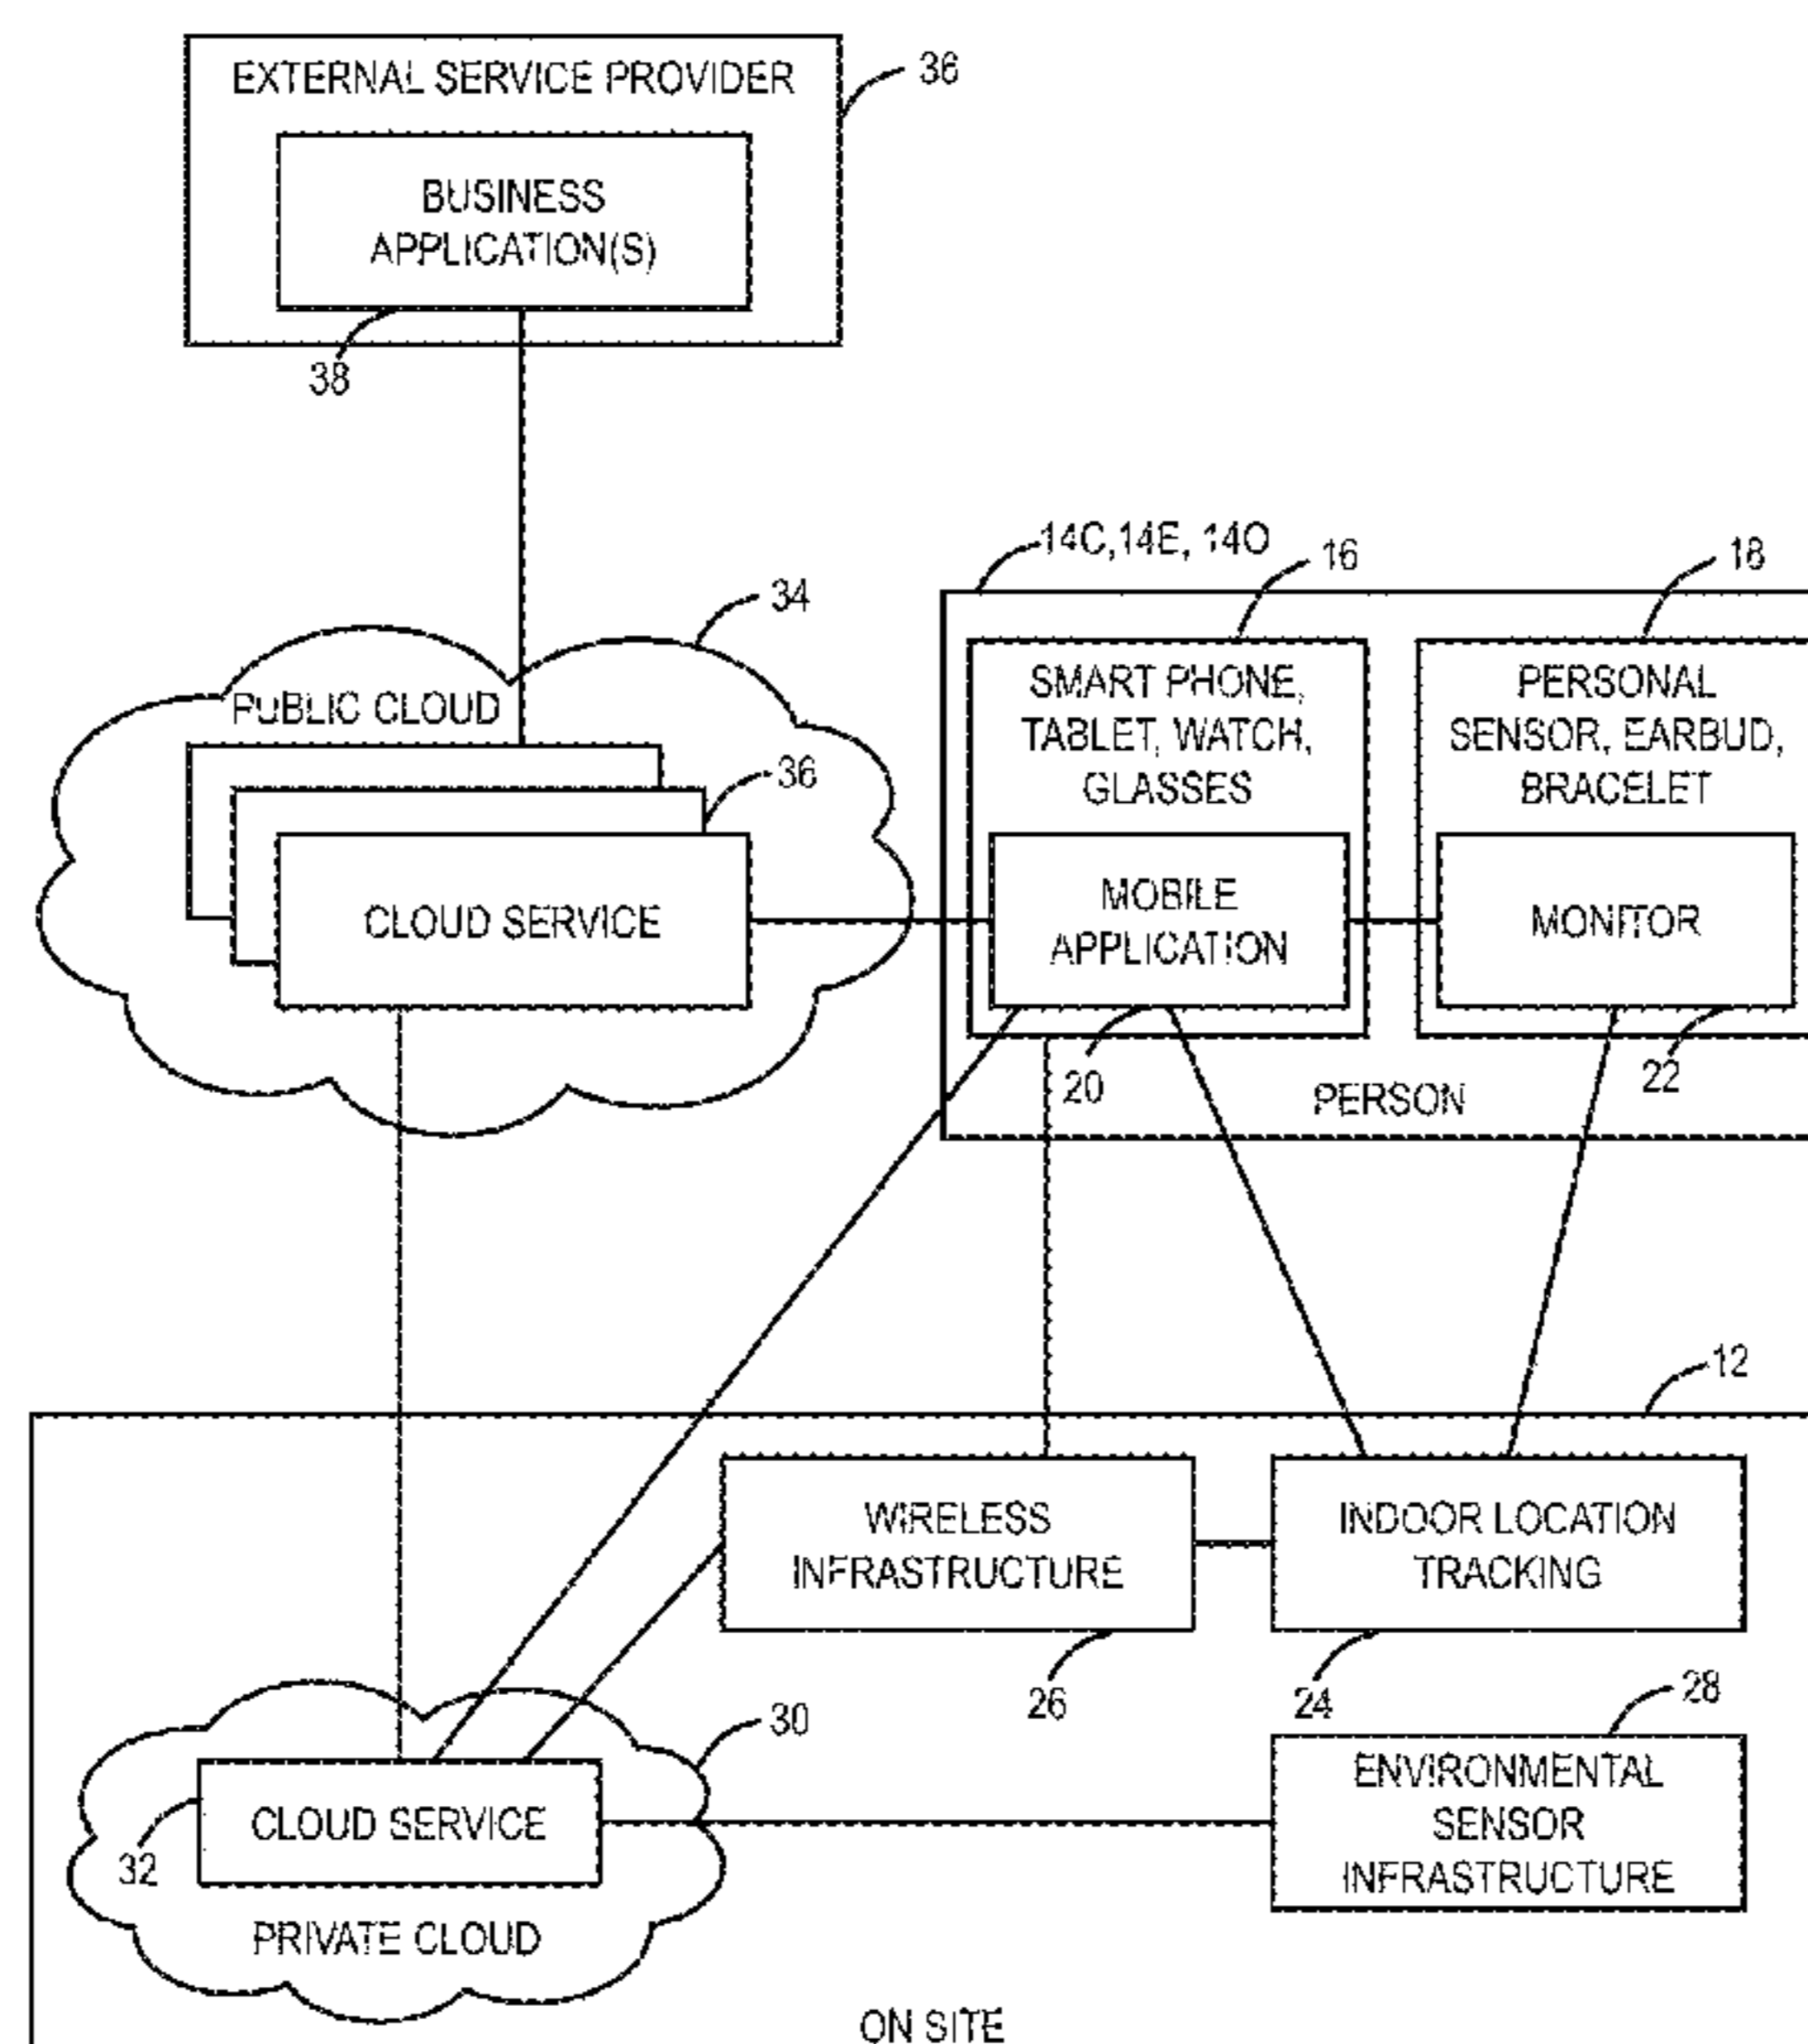 EXTERNAL SERVICE PROVIDER
36
BUSINESS
APPLICATION(S)
38
14C,14E, 14O
16
18
34
PUBLIC CLOUD
SMART PHONE,
TABLET, WATCH,
GLASSES
PERSONAL
SENSOR, EARBUD,
BRACELET
36
CLOUD SERVICE
MOBILE
APPLICATION
MONITOR
20
22
PERSON
12
WIRELESS
INFRASTRUCTURE
INDOOR LOCATION
TRACKING
26
24
28
30
ENVIRONMENTAL
SENSOR
INFRASTRUCTURE
CLOUD SERVICE
32
PRIVATE CLOUD
ON SITE